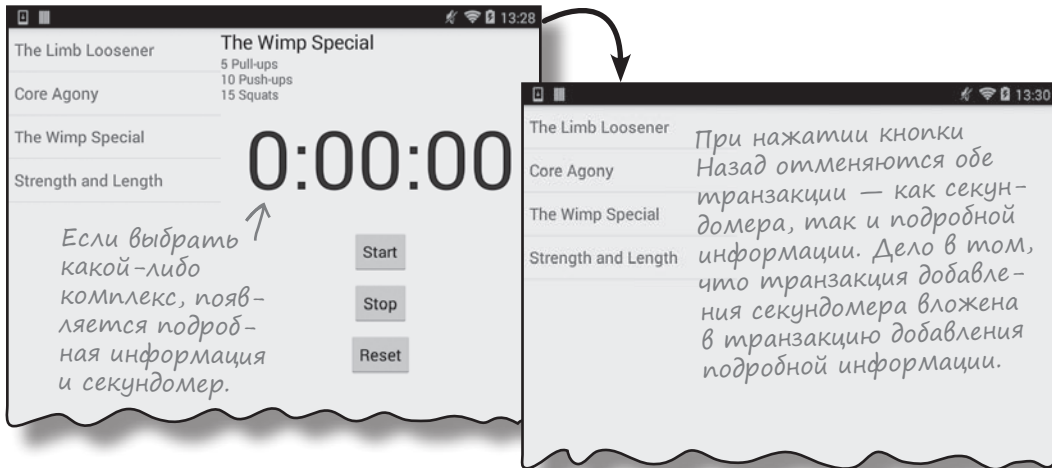 13:28
The Limb Loosener
Core Agony
The Wimp Special
Strength and Length
The Wimp Special
5 Pull-ups
10 Push-ups
15 Squats
0:00:00
Start
Stop
Reset
Если выбрать
какой-либо
комплекс, появ-
ляется подроб-
ная информация
и секундомер.
13:30
The Limb Loosener
Core Agony
The Wimp Special
Strength and Length
При нажатии кнопки
Назад отменяются обе
транзакции — как секун-
домера, так и подробной
информации. Дело в том,
что транзакция добавле-
ния секундомера вложена
в транзакцию добавления
подробной информации.